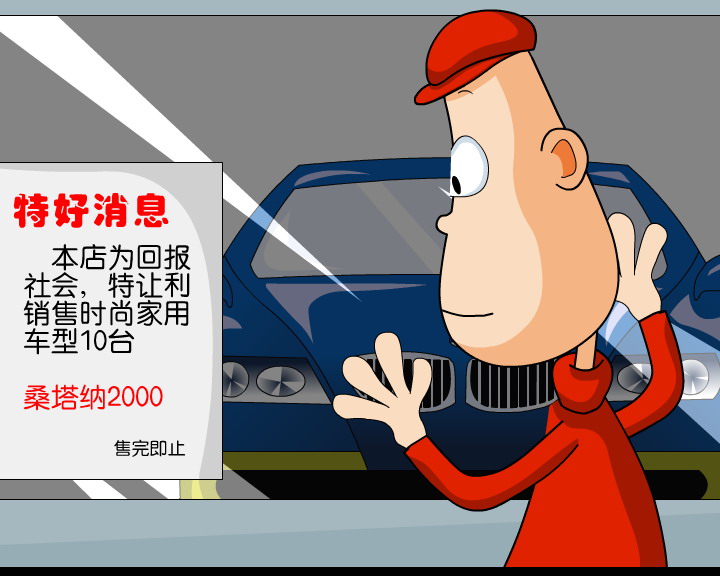 特好消息
本店为回报
社会，特让利
销售时尚家用
车型10台
桑塔纳2000
售完即止